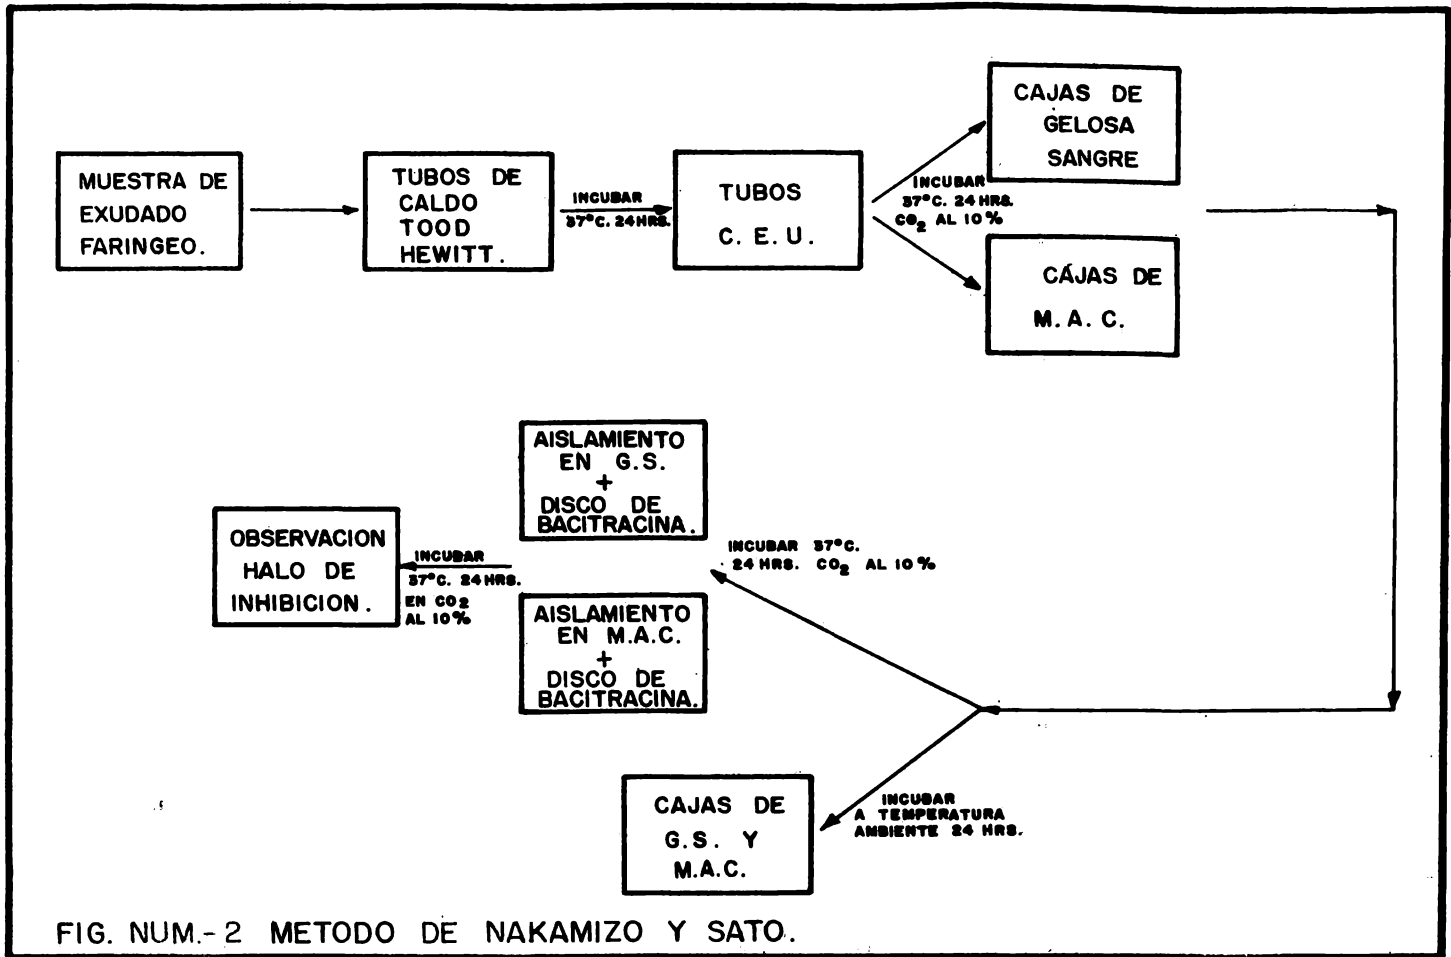 MUESTRA DE
EXUDADO
FARINGEO.
TUBOS DE
CALDO
TOOD
HEWITT.
INCUBAR
37°C. 24HRS.
TUBOS
C. E. U.
INCUBAR
37°C. 24 HRS.
CO₂ AL 10%
CAJAS DE
GELOSA
SANGRE
CÁJAS DE
M. A. C.
AISLAMIENTO
EN G.S.
+
DISCO DE
BACITRACINA.
INCUBAR 37°C.
24 HRS. CO₂ AL 10%
OBSERVACION
HALO DE
INHIBICION.
INCUBAR
37°C. 24 HRS.
EN CO₂
AL 10%
AISLAMIENTO
EN M.A.C.
+
DISCO DE
BACITRACINA.
CAJAS DE
G.S. Y
M.A.C.
INCUBAR
A TEMPERATURA
AMBIENTE 24 HRS.
FIG. NUM.-2 METODO DE NAKAMIZO Y SATO.